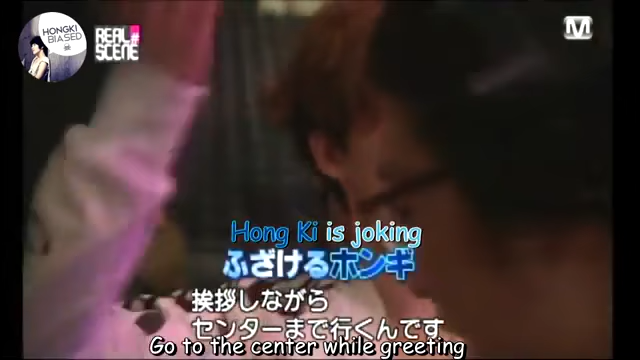 HONGKI
BIASED
REAL#
SCENE
M
Hong Ki is joking
ふざけるホンギ
挨拶しながら
センターまで行くんです
Go to the center while greeting